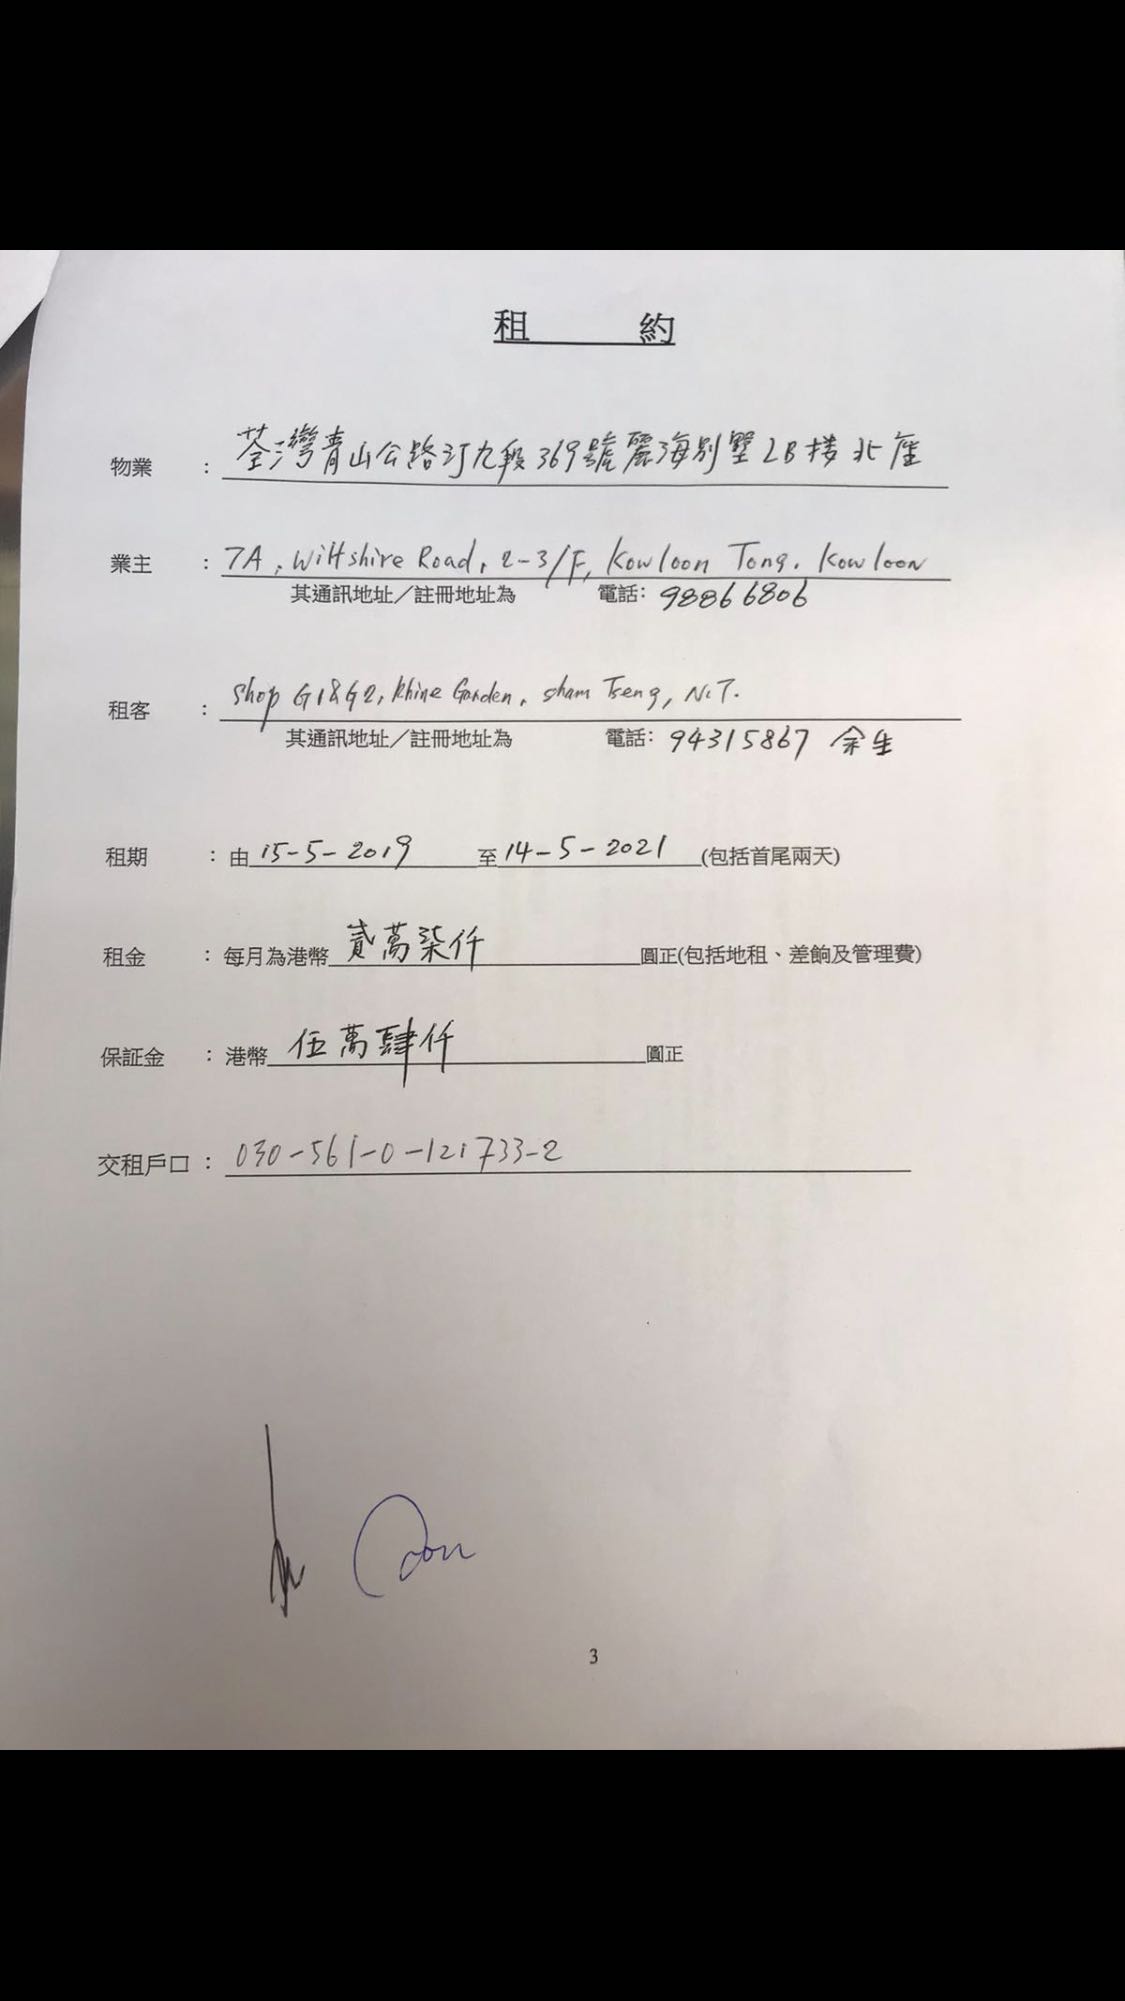 租 約
物業 : 荃灣青山公路汀九段369號麗海別墅2B楼北座
業主 : 7A, Wiltshire Road, 2-3/F, Kowloon Tong. Kowloon
其通訊地址／註冊地址為 電話: 98866806
租客 : Shop G1&G2, Rhine Garden, Sham Tseng, N.T.
其通訊地址／註冊地址為 電話: 94315867 余生
租期 : 由 15-5-2019 至 14-5-2021 (包括首尾兩天)
租金 : 每月為港幣 貳萬柒仟 圓正(包括地租、差餉及管理費)
保証金 : 港幣 伍萬肆仟 圓正
交租戶口 : 030-561-0-121733-2
3